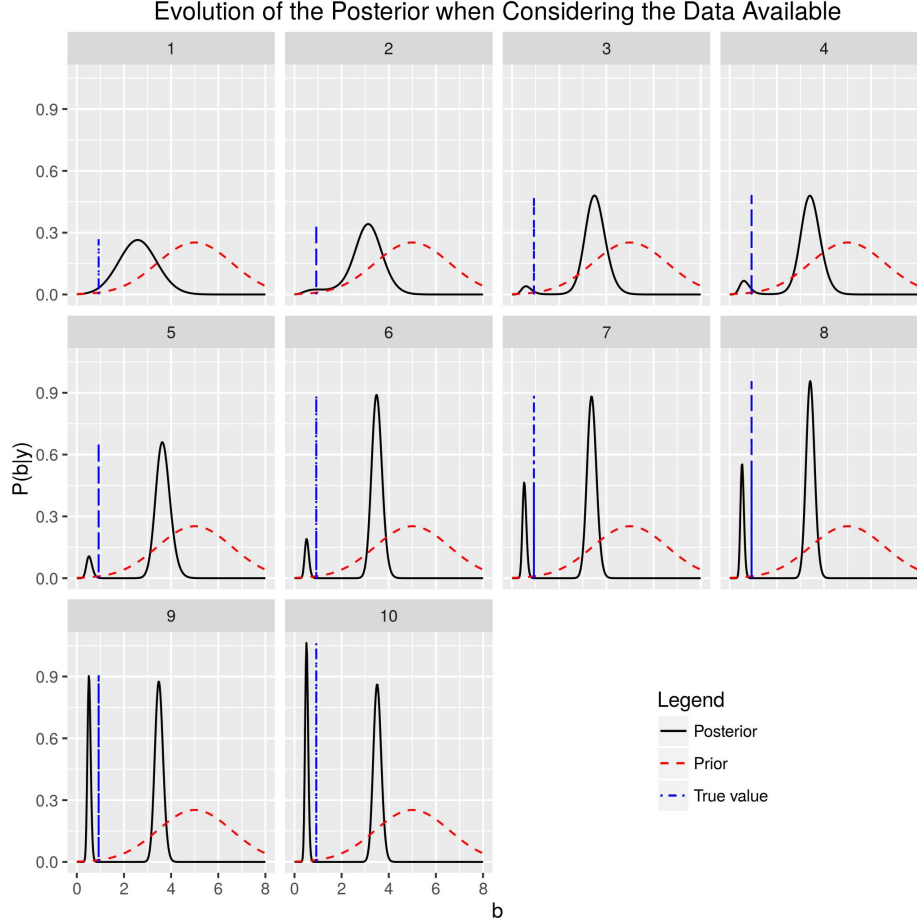 Evolution of the Posterior when Considering the Data Available
1 2 3 4
0.9
0.6
0.3
0.0
5 6 7 8
0.9
0.6
0.3
0.0
P(b|y)
9 10
0.9
0.6
0.3
0.0
0 2 4 6 8 0 2 4 6 8
b
Legend
Posterior
Prior
True value